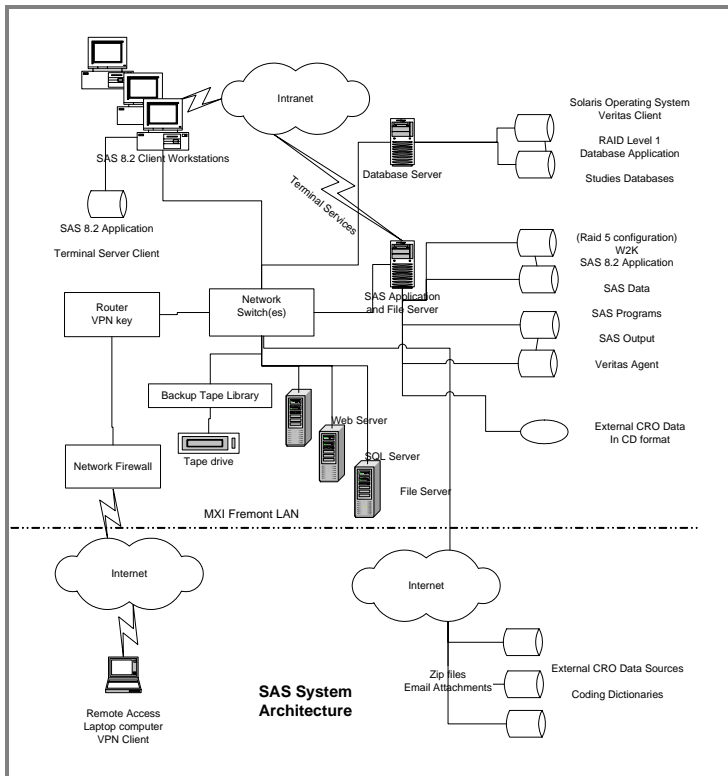 Intranet
SAS 8.2 Client Workstations
SAS 8.2 Application
Terminal Server Client
Terminal Services
Database Server
Solaris Operating System
Veritas Client
RAID Level 1
Database Application
Studies Databases
SAS Application
and File Server
(Raid 5 configuration)
W2K
SAS 8.2 Application
SAS Data
SAS Programs
SAS Output
Veritas Agent
External CRO Data
In CD format
Router
VPN key
Network
Switch(es)
Backup Tape Library
Tape drive
Web Server
SQL Server
File Server
Network Firewall
MXI Fremont LAN
Internet
Internet
Remote Access
Laptop computer
VPN Client
SAS System
Architecture
Zip files
Email Attachments
External CRO Data Sources
Coding Dictionaries